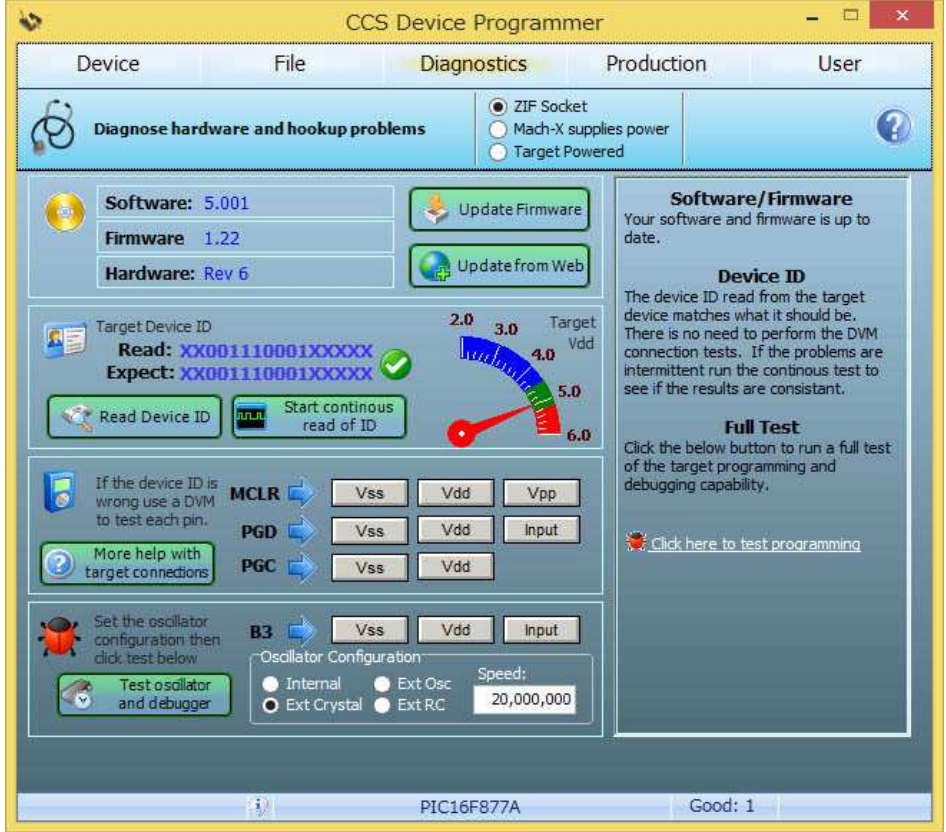 CCS Device Programmer
Device
File
Diagnostics
Production
User
Diagnose hardware and hookup problems
ZIF Socket
Mach-X supplies power
Target Powered
Software: 5.001
Firmware 1.22
Hardware: Rev 6
Update Firmware
Update from Web
Target Device ID
Read: XX001110001XXXXX
Expect: XX001110001XXXXX
Read Device ID
Start continous
read of ID
2.0
3.0
4.0
5.0
6.0
Target
Vdd
If the device ID is
wrong use a DVM
to test each pin.
More help with
target connections
MCLR Vss Vdd Vpp
PGD Vss Vdd Input
PGC Vss Vdd
Set the oscillator
configuration then
click test below
Test oscillator
and debugger
B3 Vss Vdd Input
Oscillator Configuration
Internal
Ext Osc
Ext Crystal
Ext RC
Speed:
20,000,000
Software/Firmware
Your software and firmware is up to
date.
Device ID
The device ID read from the target
device matches what it should be.
There is no need to perform the DVM
connection tests. If the problems are
intermittent run the continous test to
see if the results are consistant.
Full Test
Click the below button to run a full test
of the target programming and
debugging capability.
Click here to test programming
PIC16F877A
Good: 1